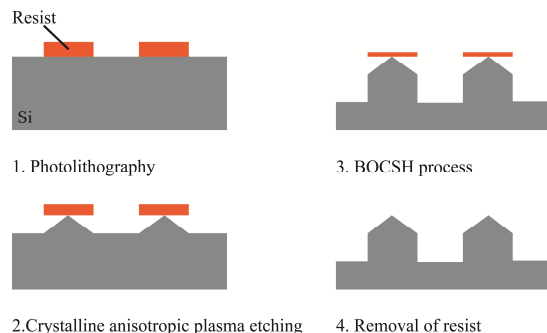 Resist
Si
1. Photolithography
2.Crystalline anisotropic plasma etching
3. BOCSH process
4. Removal of resist